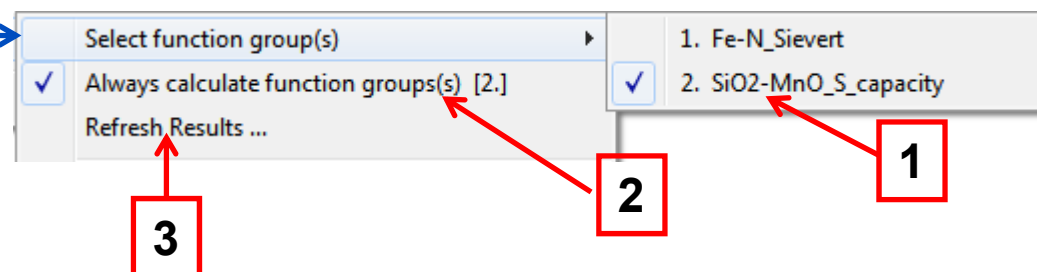 Select function group(s)
1. Fe-N_Sievert
Always calculate function groups(s) [2.]
2. SiO2-MnO_S_capacity
Refresh Results ...
1
2
3